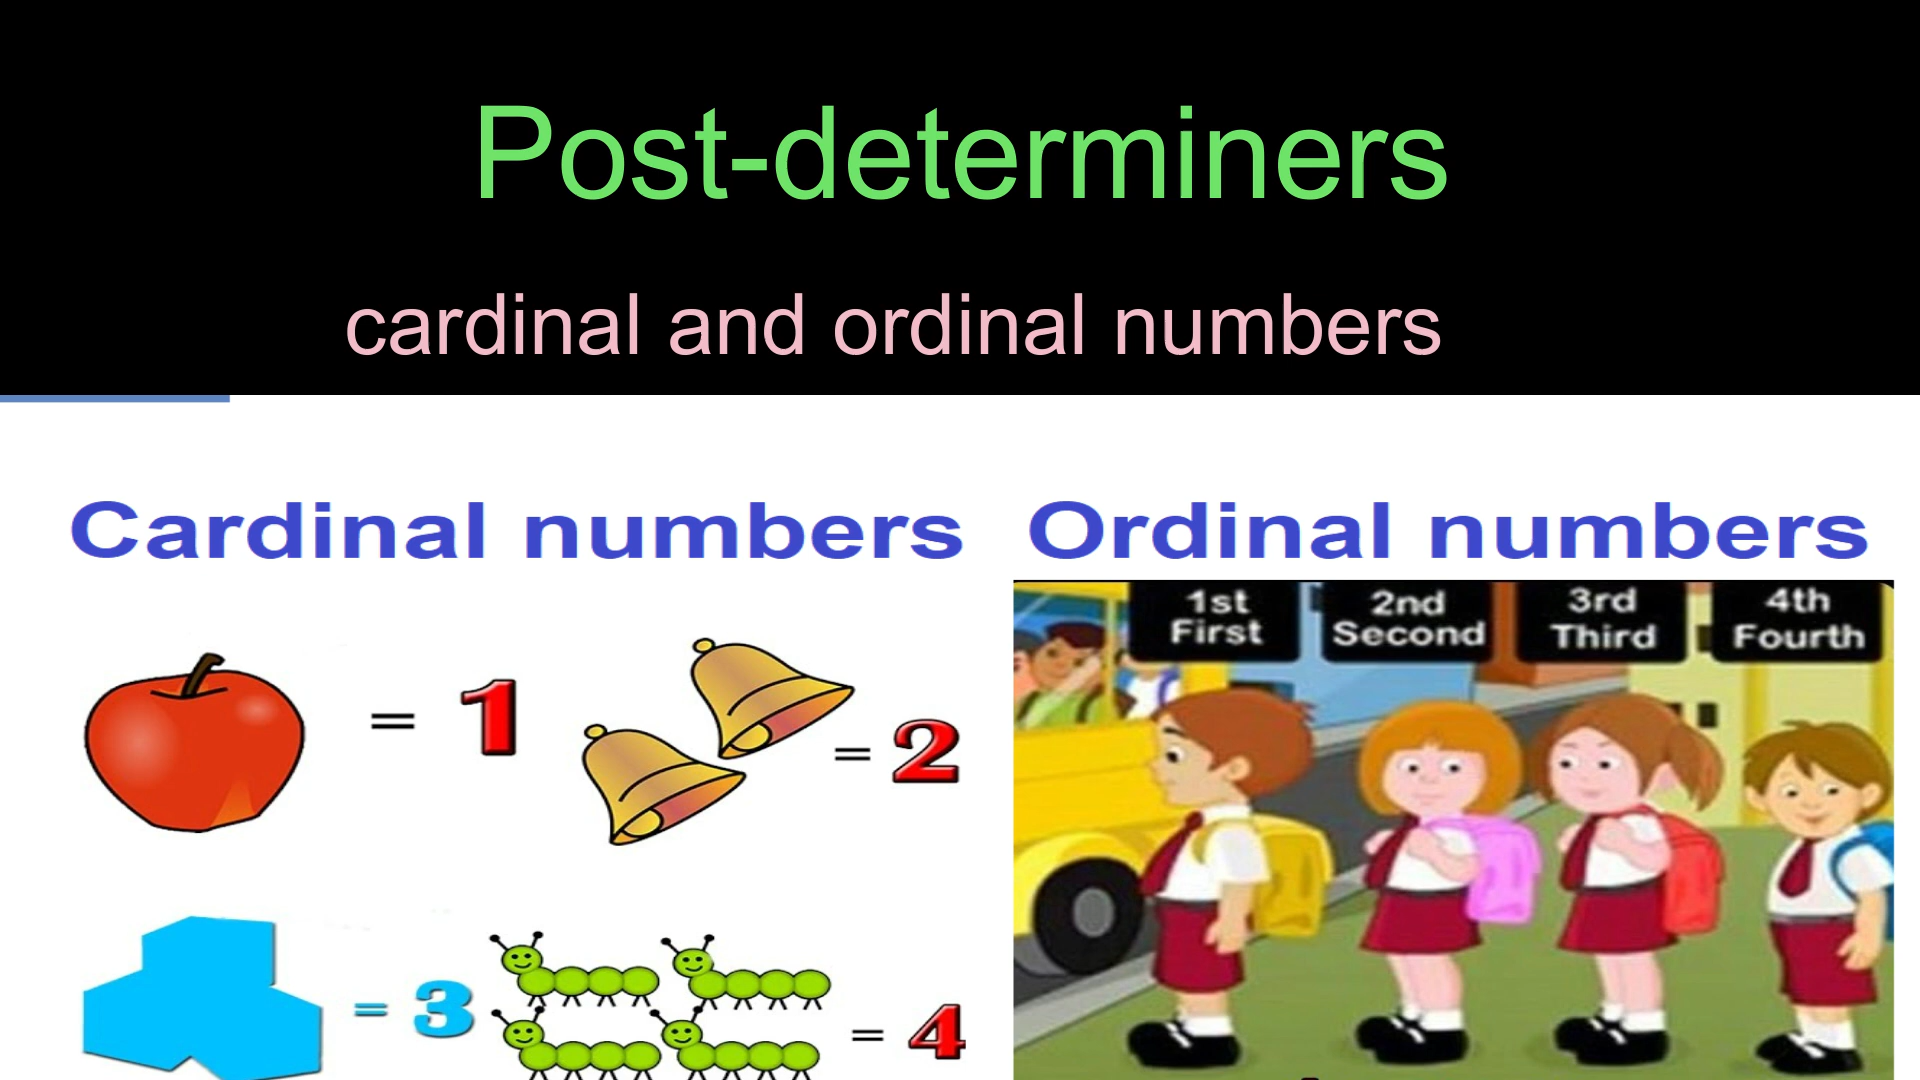 Post-determiners
cardinal and ordinal numbers
Cardinal numbers
Ordinal numbers
= 1
= 2
= 3
= 4
1st
First
2nd
Second
3rd
Third
4th
Fourth